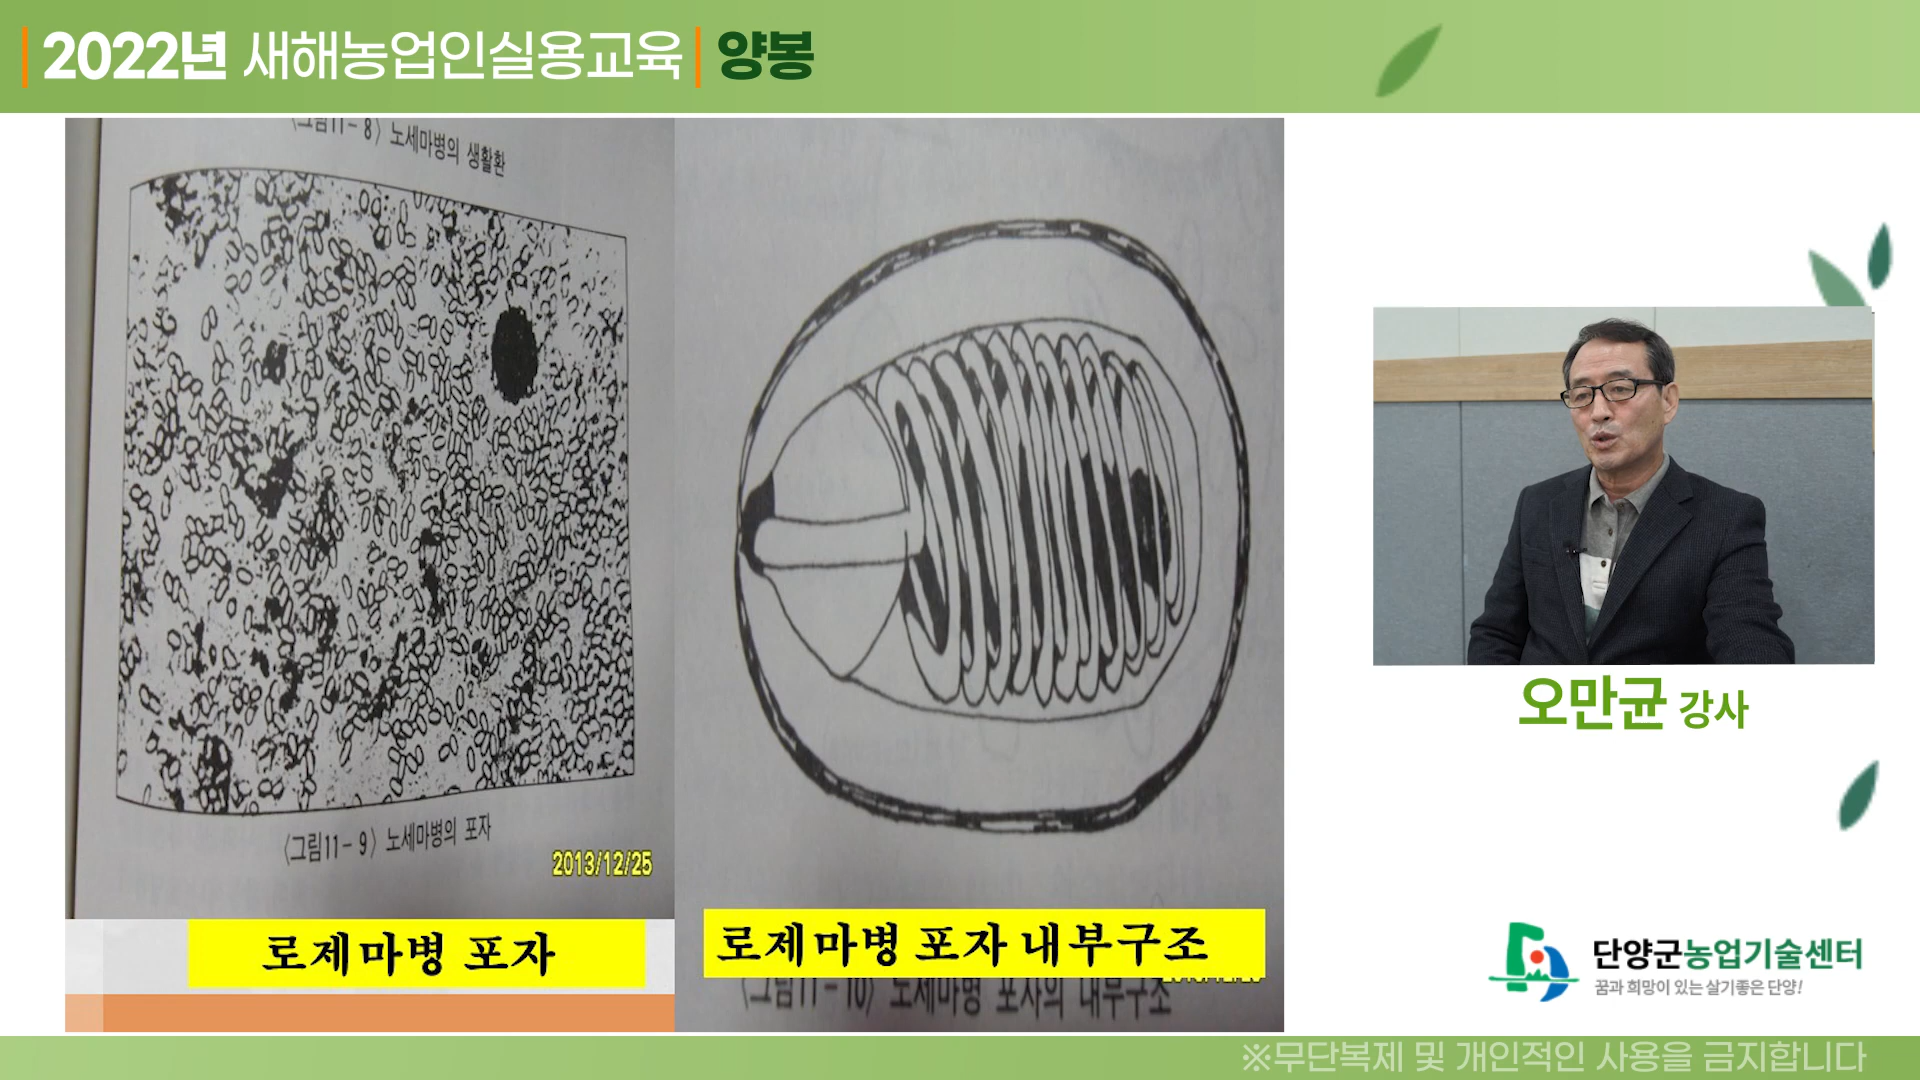 2022년 새해농업인실용교육 양봉
〈그림11-8〉 노세마병의 생활환
〈그림11-9〉 노세마병의 포자
2013/12/25
로제마병 포자
로제마병 포자 내부구조
〈그림11-10〉 노세마병 포자의 내부구조
오만균 강사
단양군농업기술센터
꿈과 희망이 있는 살기좋은 단양!
※무단복제 및 개인적인 사용을 금지합니다